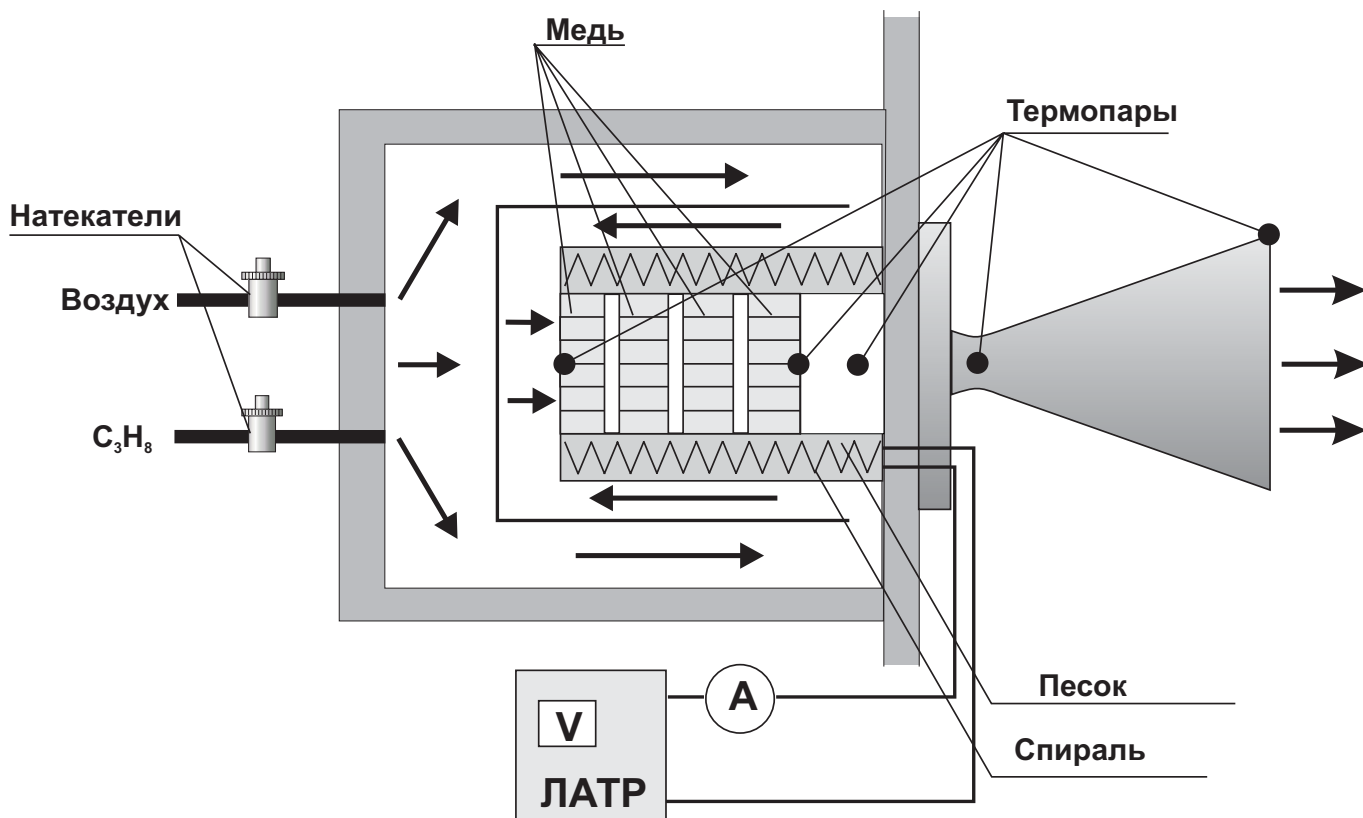 Медь
Термопары
Натекатели
Воздух
C₃H₈
Песок
A
V
Спираль
ЛАТР